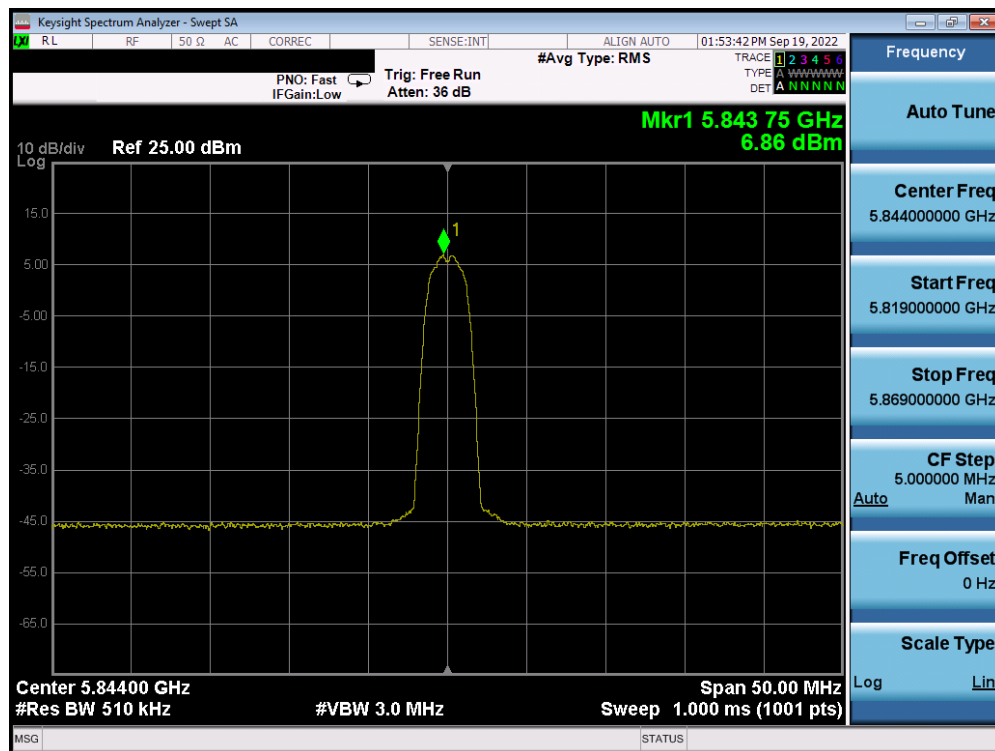 Keysight Spectrum Analyzer - Swept SA
LXI RL RF 50 Ω AC CORREC SENSE:INT ALIGN AUTO 01:53:42 PM Sep 19, 2022
#Avg Type: RMS
TRACE 1 2 3 4 5 6
TYPE A WWWWW
DET A N N N N N
PNO: Fast
IFGain:Low
Trig: Free Run
Atten: 36 dB
Mkr1 5.843 75 GHz
6.86 dBm
10 dB/div
Log
Ref 25.00 dBm
1
15.0
5.00
-5.00
-15.0
-25.0
-35.0
-45.0
-55.0
-65.0
Center 5.84400 GHz
Span 50.00 MHz
#Res BW 510 kHz
#VBW 3.0 MHz
Sweep 1.000 ms (1001 pts)
MSG
STATUS
Frequency
Auto Tune
Center Freq
5.844000000 GHz
Start Freq
5.819000000 GHz
Stop Freq
5.869000000 GHz
CF Step
5.000000 MHz
Auto Man
Freq Offset
0 Hz
Scale Type
Log Lin